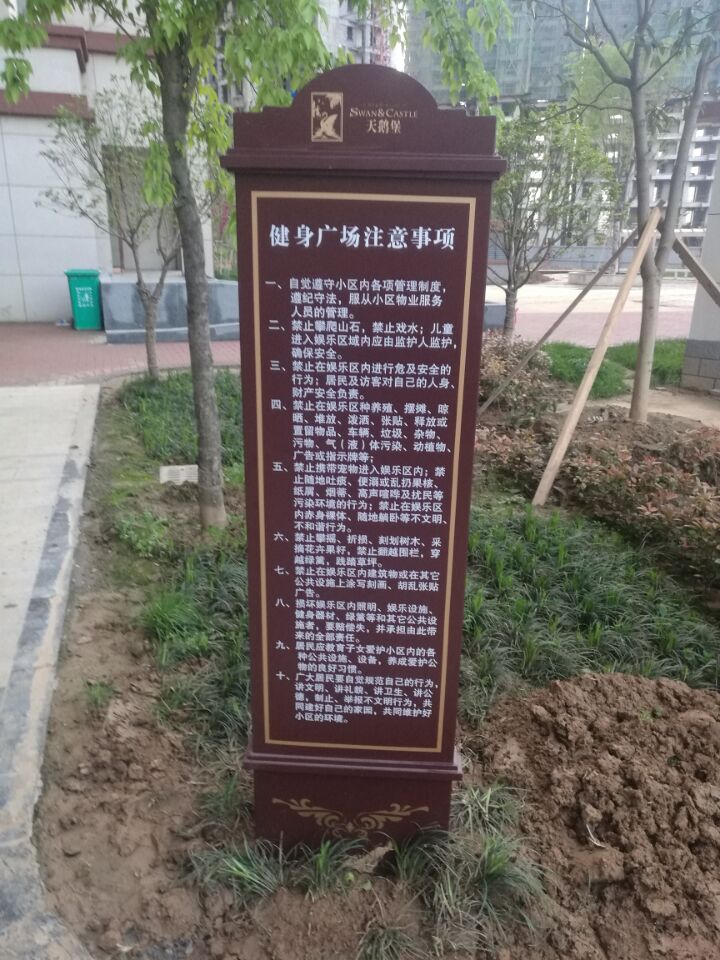 SWAN&CASTLE
天鹅堡
健身广场注意事项
一、自觉遵守小区内各项管理制度，
遵纪守法，服从小区物业服务
人员的管理。
二、禁止攀爬山石，禁止戏水；儿童
进入娱乐区域内应由监护人监护，
确保安全。
三、禁止在娱乐区内进行危及安全的
行为；居民及访客对自己的人身、
财产安全负责。
四、禁止在娱乐区种养殖、摆摊、晾
晒、堆放、泼洒、张贴、释放或
置留物品、车辆、垃圾、杂物、
污物、气（液）体污染、动植物、
广告或指示牌等；
五、禁止携带宠物进入娱乐区内；禁
止随地吐痰、便溺或乱扔果核、
纸屑、烟蒂、高声喧哗及扰民等
污染环境的行为；禁止在娱乐区
内赤身裸体、随地躺卧等不文明、
不和谐行为。
六、禁止攀摇、折损、刻划树木，采
摘花卉果籽，禁止翻越围栏，穿
越绿篱，践踏草坪。
七、禁止在娱乐区内建筑物或在其它
公共设施上涂写刻画、胡乱张贴
广告。
八、损坏娱乐区内照明、娱乐设施、
健身器材、绿篱等和其它公共设
施者，要赔偿失，并承担由此带
来的全部责任。
九、居民应教育子女爱护小区内的各
种公共设施、设备，养成爱护公
物的良好习惯。
十、广大居民要自觉规范自己的行为，
讲文明、讲礼貌、讲卫生、讲公
德，制止、举报不文明行为，共
同建好自己的家园，共同维护好
小区的环境。